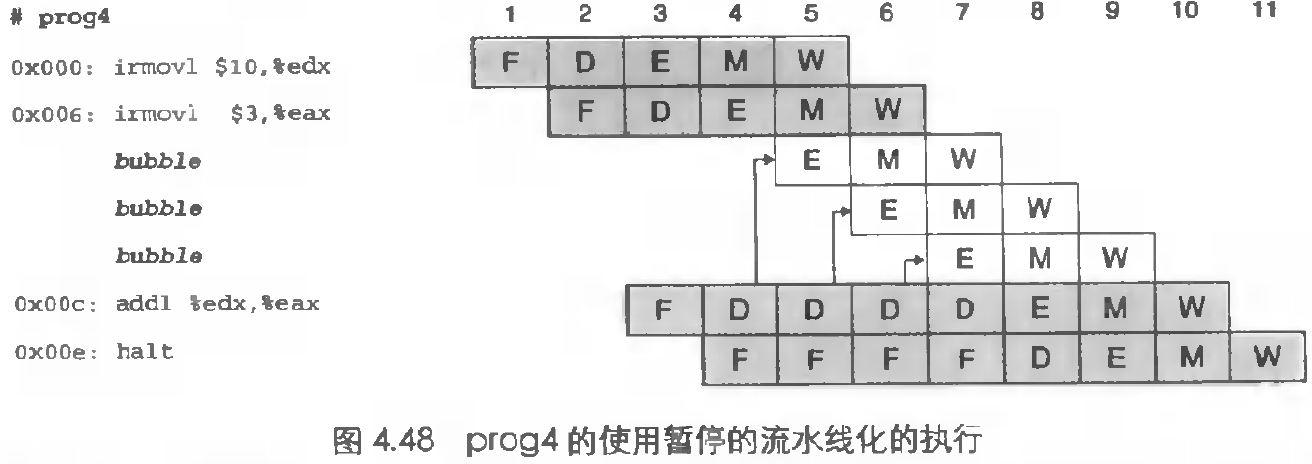 # prog4 1 2 3 4 5 6 7 8 9 10 11
0x000: irmovl $10,%edx F D E M W
0x006: irmovl $3,%eax F D E M W
bubble E M W
bubble E M W
bubble E M W
0x00c: addl %edx,%eax F D D D D E M W
0x00e: halt F F F F D E M W
图 4.48 prog4 的使用暂停的流水线化的执行